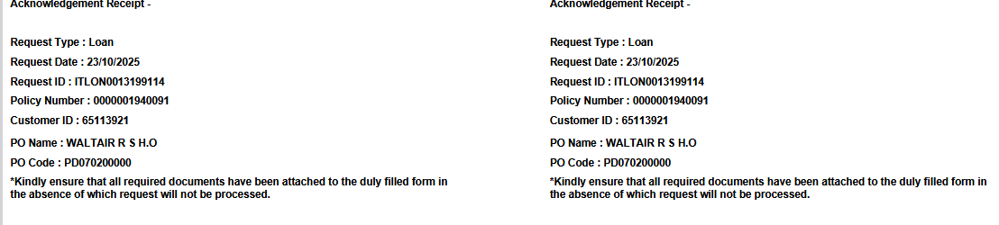 Acknowledgement Receipt -
Request Type : Loan
Request Date : 23/10/2025
Request ID : ITLON0013199114
Policy Number : 0000001940091
Customer ID : 65113921
PO Name : WALTAIR R S H.O
PO Code : PD070200000
*Kindly ensure that all required documents have been attached to the duly filled form in
the absence of which request will not be processed.
Acknowledgement Receipt -
Request Type : Loan
Request Date : 23/10/2025
Request ID : ITLON0013199114
Policy Number : 0000001940091
Customer ID : 65113921
PO Name : WALTAIR R S H.O
PO Code : PD070200000
*Kindly ensure that all required documents have been attached to the duly filled form in
the absence of which request will not be processed.